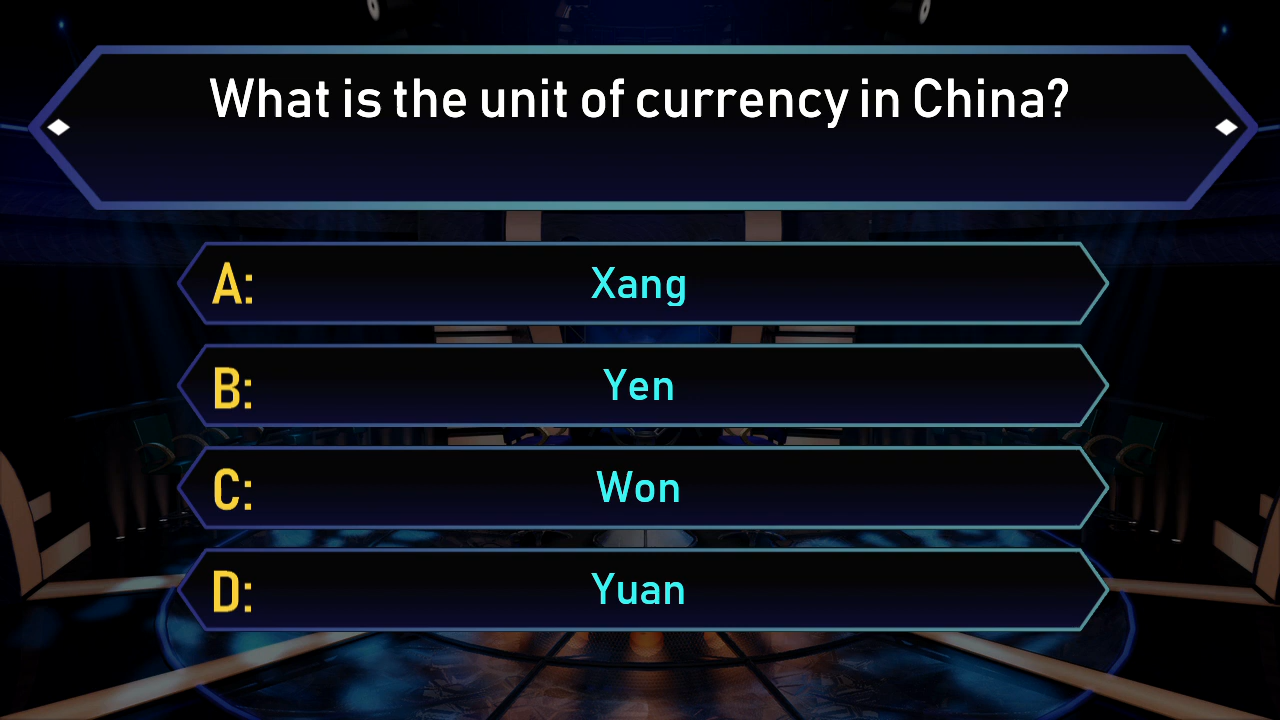 What is the unit of currency in China?
A: Xang
B: Yen
C: Won
D: Yuan